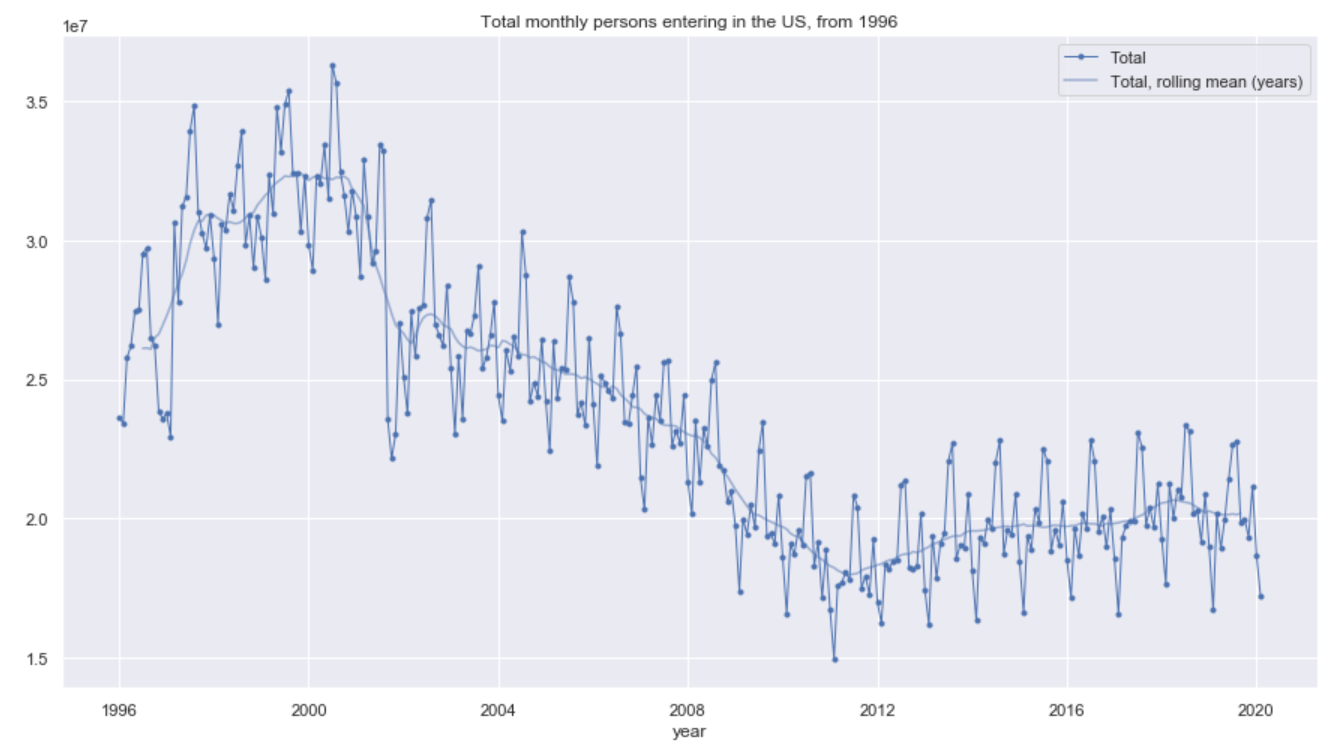 Total monthly persons entering in the US, from 1996
1e7
Total
Total, rolling mean (years)
3.5
3.0
2.5
2.0
1.5
1996 2000 2004 2008 2012 2016 2020
year